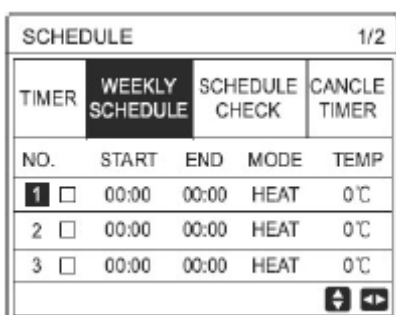 SCHEDULE 1/2
TIMER WEEKLY SCHEDULE SCHEDULE CHECK CANCLE TIMER
NO. START END MODE TEMP
1 00:00 00:00 HEAT 0℃
2 00:00 00:00 HEAT 0℃
3 00:00 00:00 HEAT 0℃